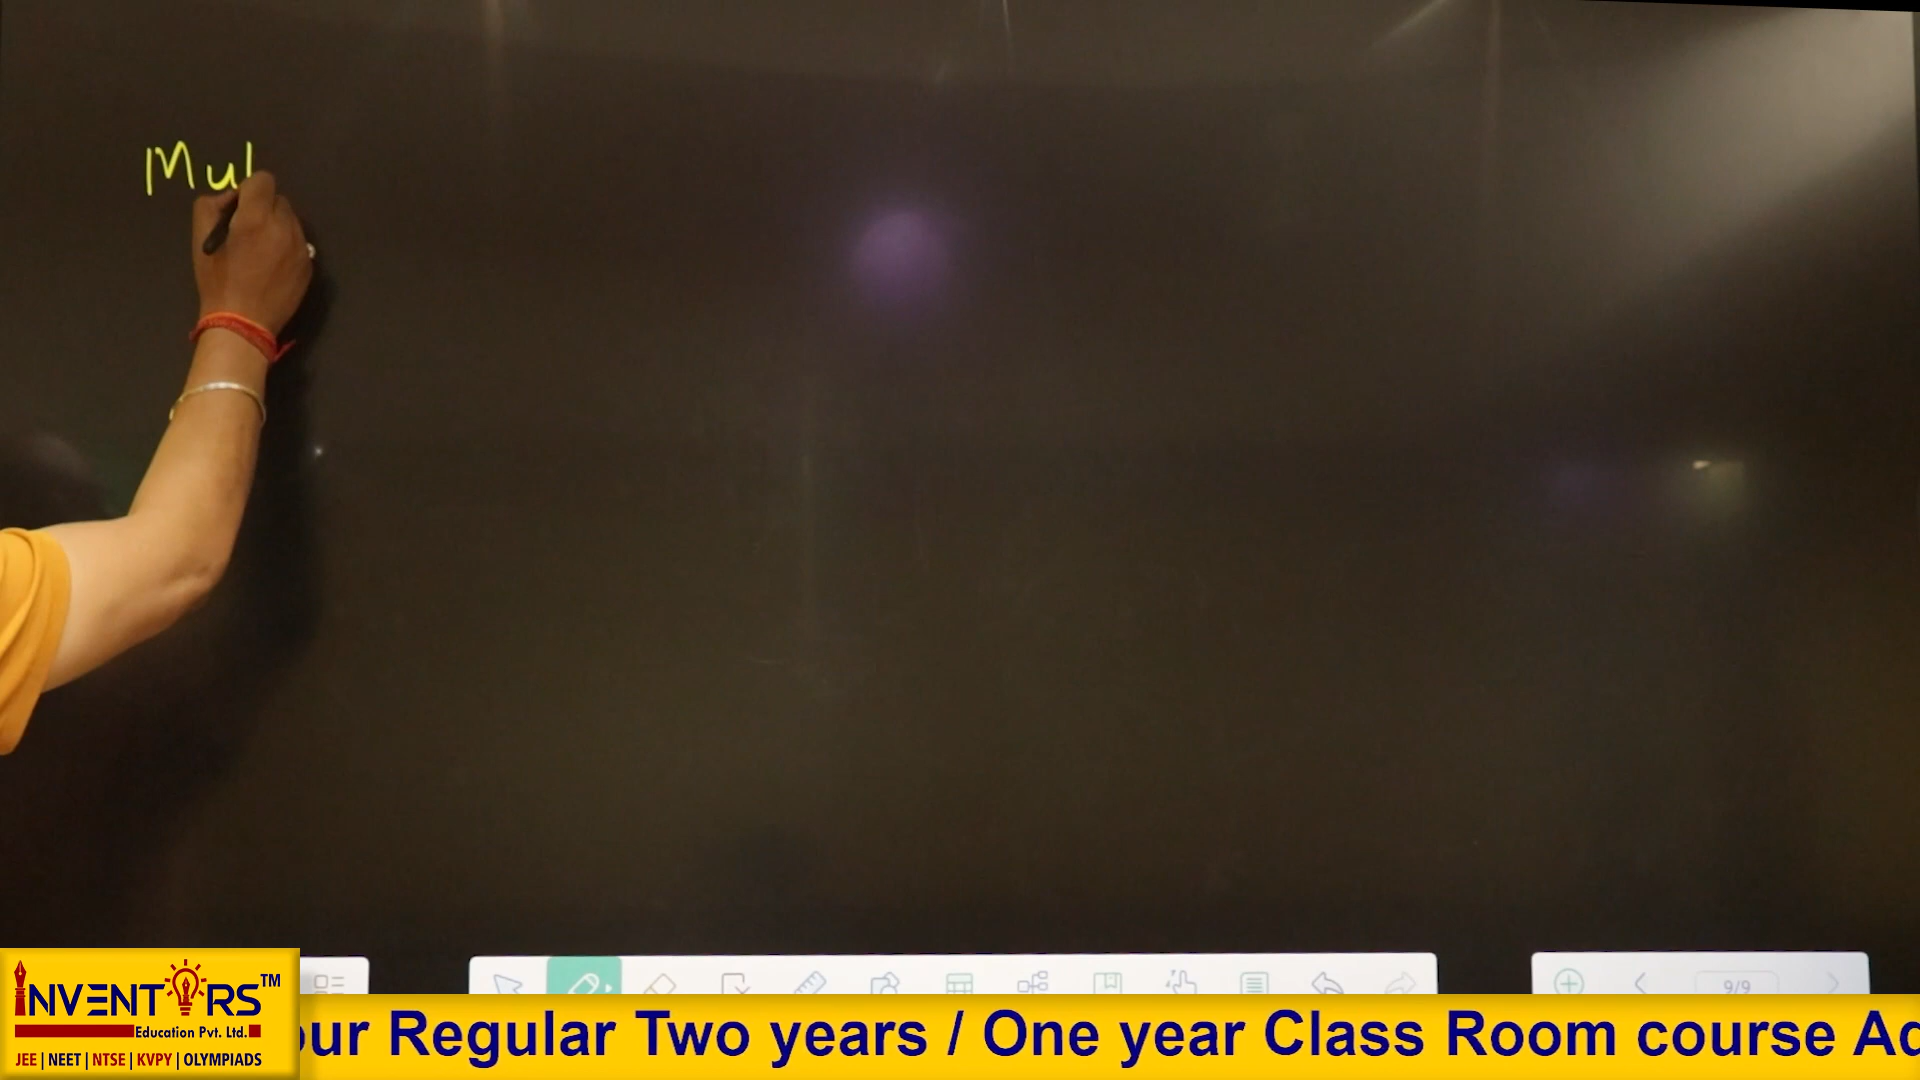 Mul
9/9
INVENTORS™
Education Pvt. Ltd.
JEE | NEET | NTSE | KVPY | OLYMPIADS
our Regular Two years / One year Class Room course Ad